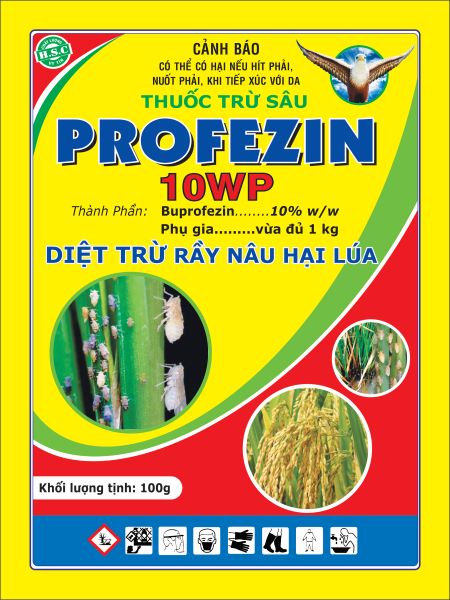 H.S.C
CẢNH BÁO
CÓ THỂ CÓ HẠI NẾU HÍT PHẢI,
NUỐT PHẢI, KHI TIẾP XÚC VỚI DA
THUỐC TRỪ SÂU
PROFEZIN
10WP
Thành Phần: Buprofezin........10% w/w
Phụ gia.........vừa đủ 1 kg
DIỆT TRỪ RẦY NÂU HẠI LÚA
Khối lượng tịnh: 100g